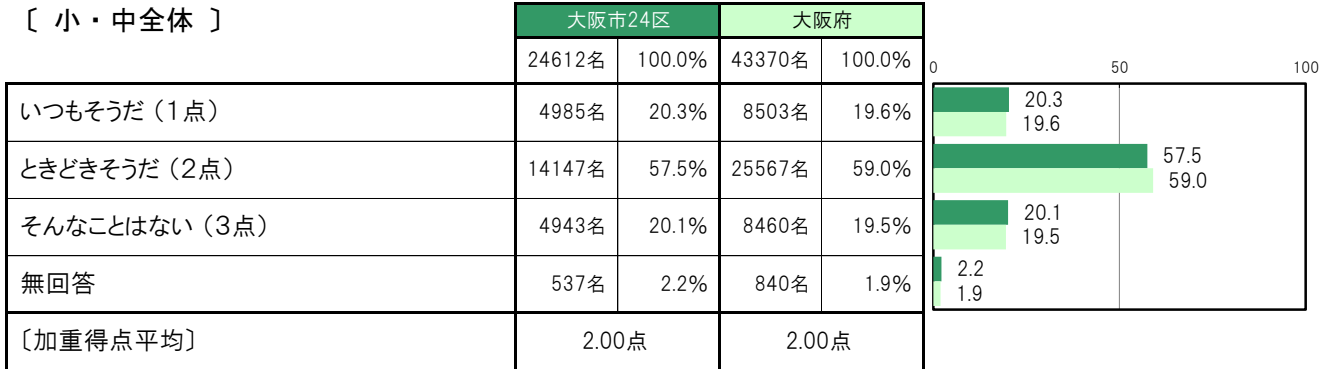 〔 小・中全体 〕
大阪市24区 大阪府
24612名 100.0% 43370名 100.0%
0 50 100
いつもそうだ（1点） 4985名 20.3% 8503名 19.6%
20.3
19.6
ときどきそうだ（2点） 14147名 57.5% 25567名 59.0%
57.5
59.0
そんなことはない（3点） 4943名 20.1% 8460名 19.5%
20.1
19.5
無回答 537名 2.2% 840名 1.9%
2.2
1.9
〔加重得点平均〕 2.00点 2.00点